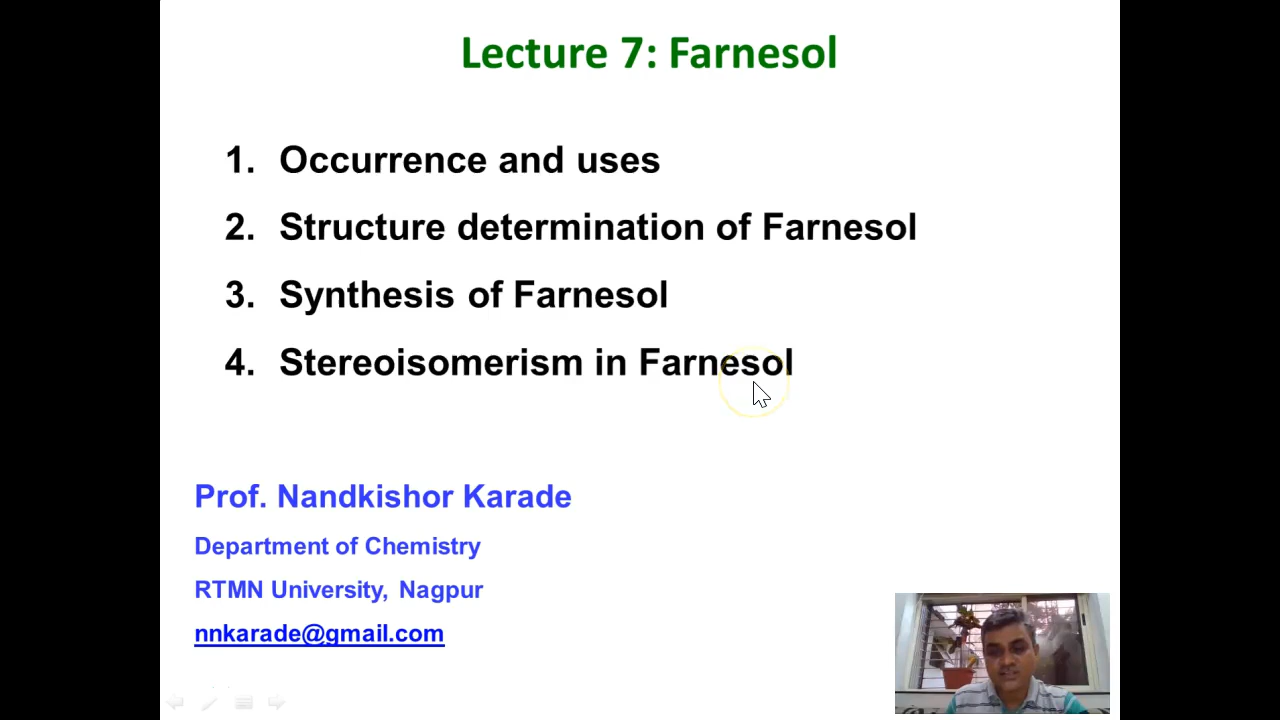 Lecture 7: Farnesol
1. Occurrence and uses
2. Structure determination of Farnesol
3. Synthesis of Farnesol
4. Stereoisomerism in Farnesol
Prof. Nandkishor Karade
Department of Chemistry
RTMN University, Nagpur
nnkarade@gmail.com